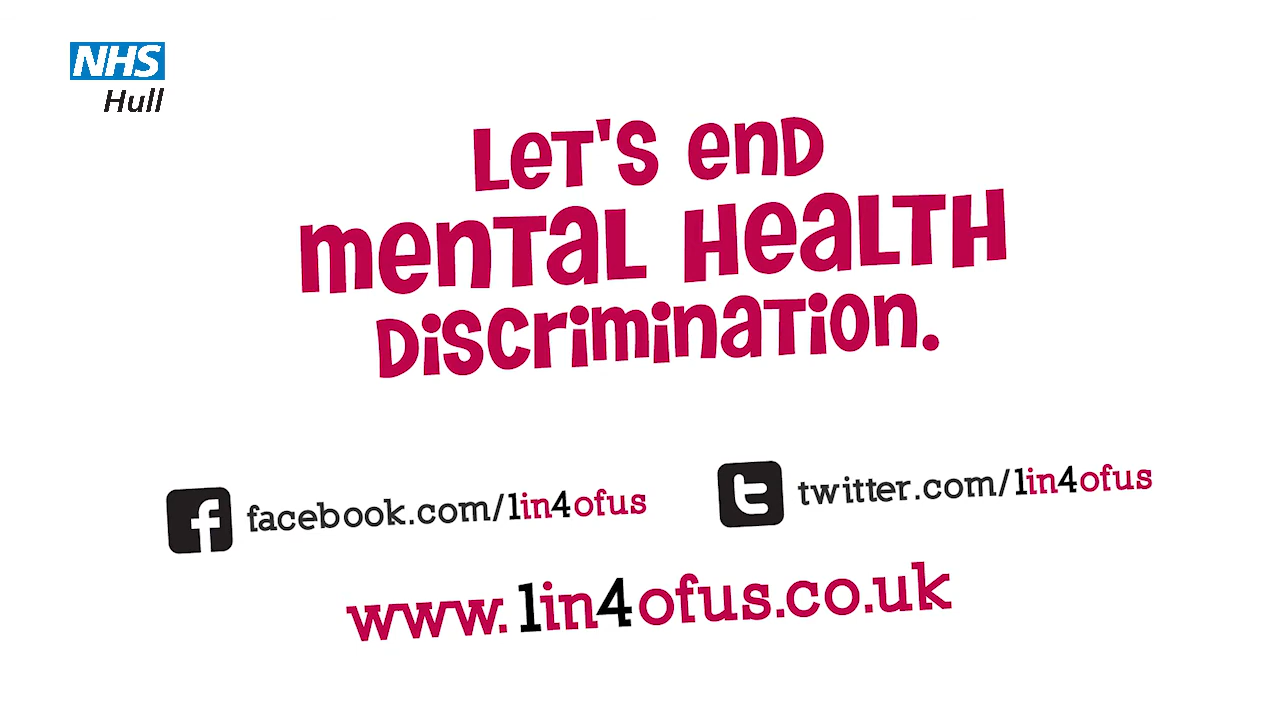 NHS
Hull
Let's end
mental health
discrimination.
facebook.com/1in4ofus
twitter.com/1in4ofus
www.1in4ofus.co.uk